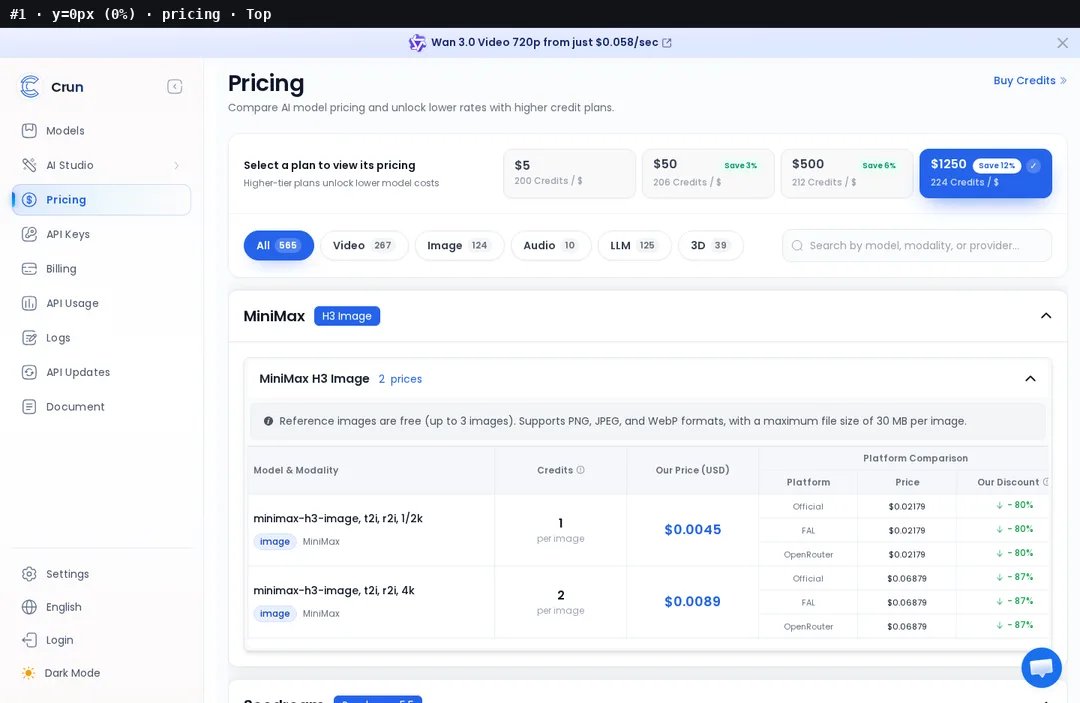 #1 · y=0px (0%) · pricing · Top
Wan 3.0 Video 720p from just $0.058/sec
Crun
Models
AI Studio
Pricing
API Keys
Billing
API Usage
Logs
API Updates
Document
Settings
English
Login
Dark Mode
Pricing
Buy Credits »
Compare AI model pricing and unlock lower rates with higher credit plans.
Select a plan to view its pricing
Higher-tier plans unlock lower model costs
$5
200 Credits / $
$50 Save 3%
206 Credits / $
$500 Save 6%
212 Credits / $
$1250 Save 12% ✓
224 Credits / $
All 565 Video 267 Image 124 Audio 10 LLM 125 3D 39
Search by model, modality, or provider...
MiniMax H3 Image
MiniMax H3 Image 2 prices
Reference images are free (up to 3 images). Supports PNG, JPEG, and WebP formats, with a maximum file size of 30 MB per image.
Model & Modality Credits Our Price (USD) Platform Comparison
Platform Price Our Discount
minimax-h3-image, t2i, r2i, 1/2k
image MiniMax
1
per image
$0.0045
Official $0.02179 ↓ - 80%
FAL $0.02179 ↓ - 80%
OpenRouter $0.02179 ↓ - 80%
minimax-h3-image, t2i, r2i, 4k
image MiniMax
2
per image
$0.0089
Official $0.06879 ↓ - 87%
FAL $0.06879 ↓ - 87%
OpenRouter $0.06879 ↓ - 87%